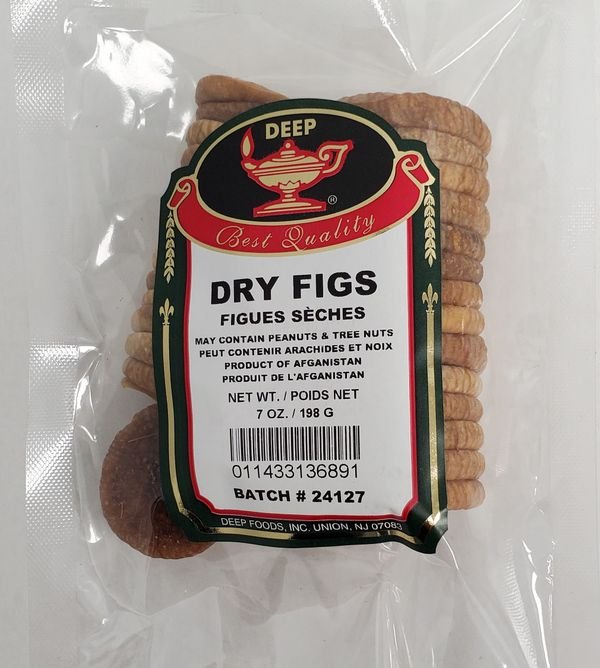 DEEP
®
Best Quality
DRY FIGS
FIGUES SÈCHES
MAY CONTAIN PEANUTS & TREE NUTS
PEUT CONTENIR ARACHIDES ET NOIX
PRODUCT OF AFGANISTAN
PRODUIT DE L'AFGANISTAN
NET WT. / POIDS NET
7 OZ. / 198 G
011433136891
BATCH # 24127
DEEP FOODS, INC. UNION, NJ 07083